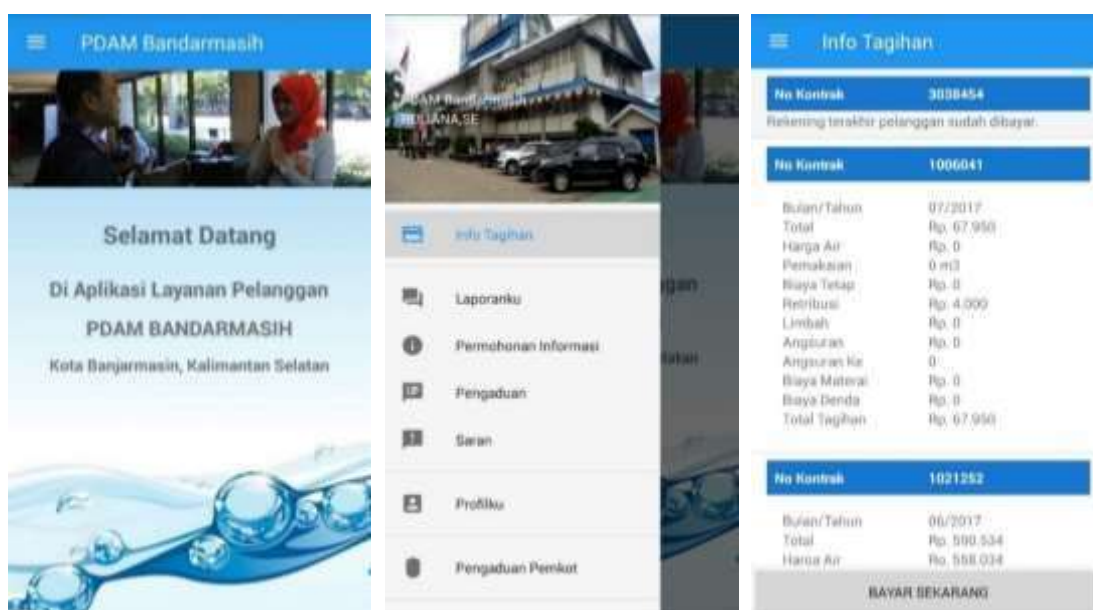 PDAM Bandarmasih
Selamat Datang
Di Aplikasi Layanan Pelanggan
PDAM BANDARMASIH
Kota Banjarmasin, Kalimantan Selatan
PDAM Bandarmasih
Info Tagihan
Laporanku
Permohonan Informasi
Pengaduan
Saran
Profilku
Pengaduan Pemkot
Info Tagihan
No Kontrak 3038454
Rekening terakhir pelanggan sudah dibayar.
No Kontrak 1006041
Bulan/Tahun 07/2017
Total Rp. 67.950
Harga Air Rp. 0
Pemakaian 0 m3
Biaya Tetap Rp. 0
Retribusi Rp. 4.000
Limbah Rp. 0
Angsuran Rp. 0
Angsuran Ke 0
Biaya Materai Rp. 0
Biaya Denda Rp. 0
Total Tagihan Rp. 67.950
No Kontrak 1021252
Bulan/Tahun 06/2017
Total Rp. 590.534
Harga Air Rp. 558.034
BAYAR SEKARANG